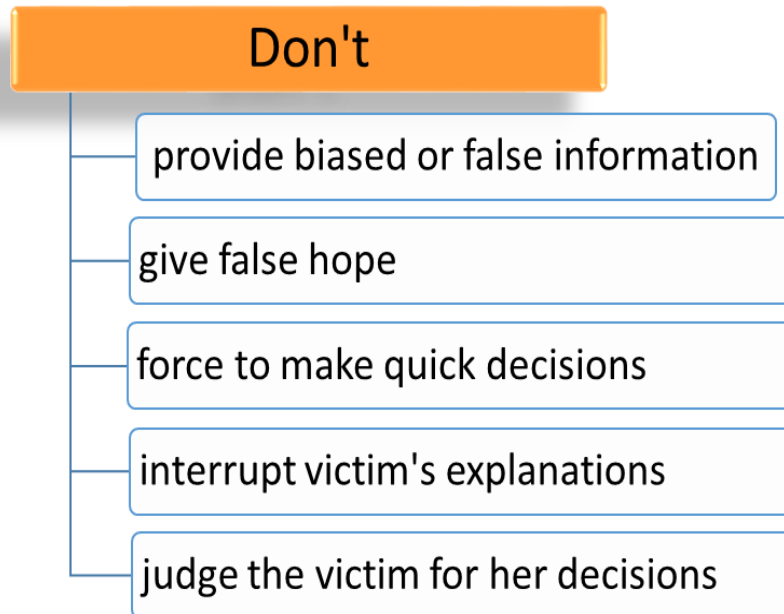 Don't
provide biased or false information
give false hope
force to make quick decisions
interrupt victim's explanations
judge the victim for her decisions